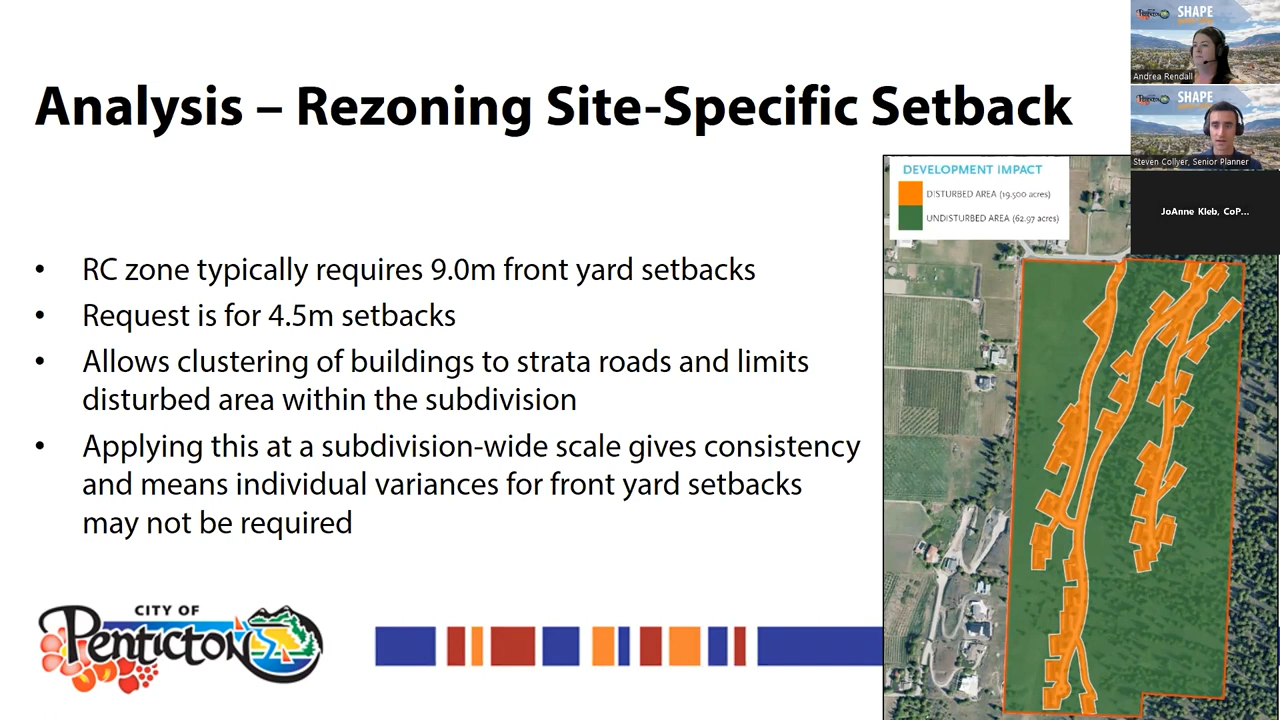 Analysis – Rezoning Site-Specific Setback
• RC zone typically requires 9.0m front yard setbacks
• Request is for 4.5m setbacks
• Allows clustering of buildings to strata roads and limits
disturbed area within the subdivision
• Applying this at a subdivision-wide scale gives consistency
and means individual variances for front yard setbacks
may not be required
DEVELOPMENT IMPACT
DISTURBED AREA (19.500 acres)
UNDISTURBED AREA (62.97 acres)
CITY OF
Penticton
Penticton
SHAPE
Andrea Rendall
Penticton
SHAPE
Steven Collyer, Senior Planner
JoAnne Kleb, CoP...